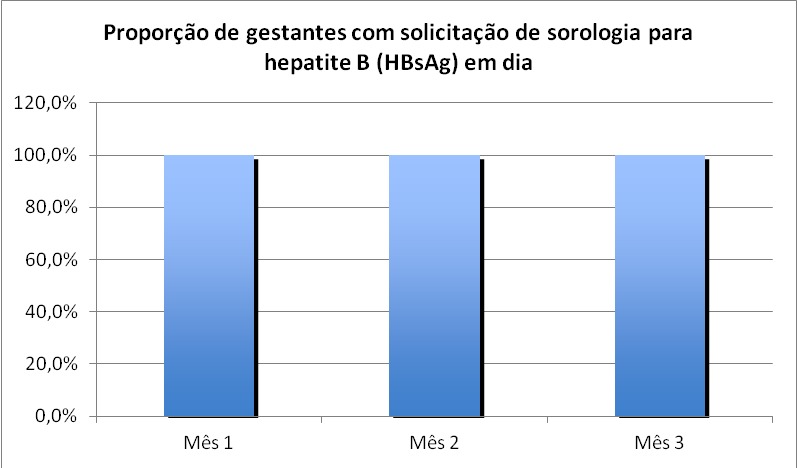 Proporção de gestantes com solicitação de sorologia para
hepatite B (HBsAg) em dia
120,0%
100,0%
80,0%
60,0%
40,0%
20,0%
0,0%
Mês 1
Mês 2
Mês 3